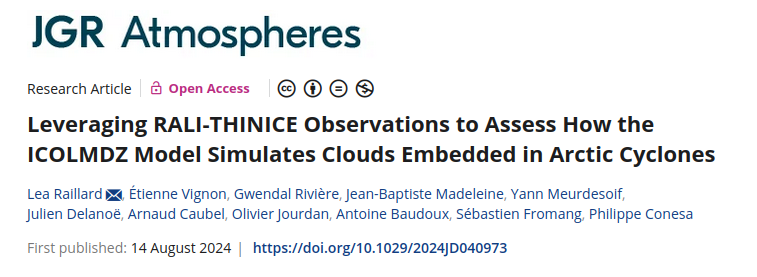 JGR Atmospheres
Research Article Open Access
Leveraging RALI-THINICE Observations to Assess How the
ICOLMDZ Model Simulates Clouds Embedded in Arctic Cyclones
Lea Raillard, Étienne Vignon, Gwendal Rivière, Jean-Baptiste Madeleine, Yann Meurdesoif,
Julien Delanoë, Arnaud Caubel, Olivier Jourdan, Antoine Baudoux, Sébastien Fromang, Philippe Conesa
First published: 14 August 2024 | https://doi.org/10.1029/2024JD040973